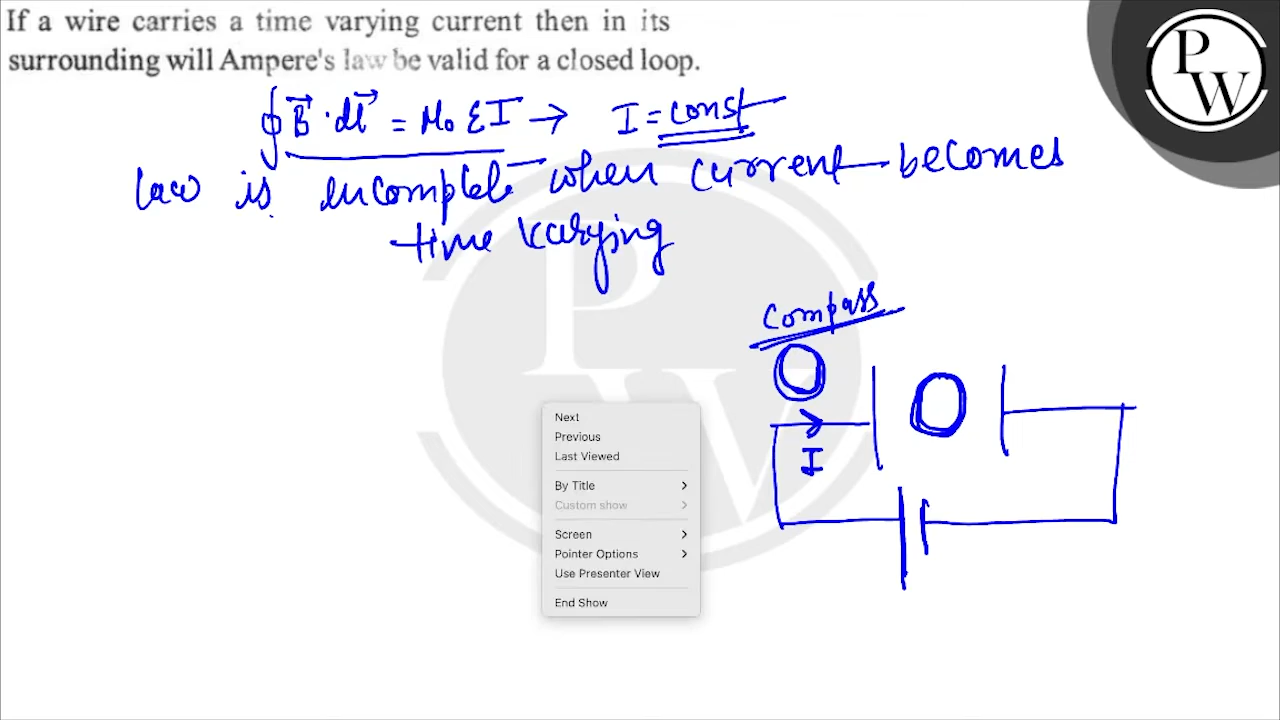 If a wire carries a time varying current then in its
surrounding will Ampere's law be valid for a closed loop.
∮ B⃗ · dl⃗ = μ₀ ΣI → I = const
law is incomplete when current becomes
time varying
Compass
I
P
W
PW
Next
Previous
Last Viewed
By Title
Custom show
Screen
Pointer Options
Use Presenter View
End Show